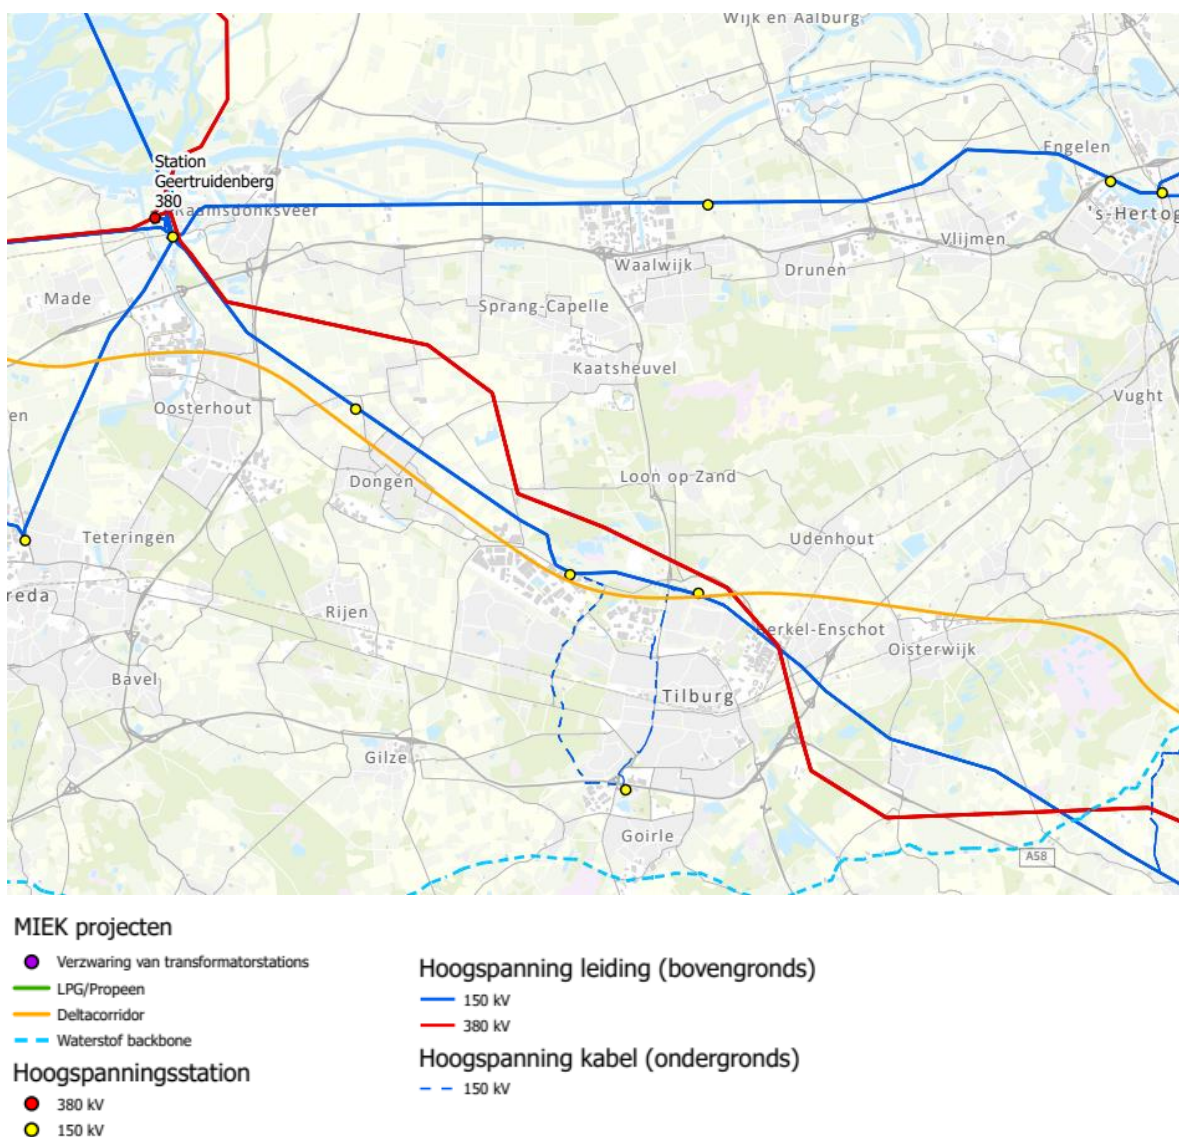 Wijk en Aalburg
Engelen
Station
Geertruidenberg
380
Raamsdonksveer
's-Hertog
Vlijmen
Waalwijk
Drunen
Made
Sprang-Capelle
Kaatsheuvel
Vught
Oosterhout
en
Loon op Zand
Dongen
Teteringen
Udenhout
reda
Rijen
erkel-Enschot
Oisterwijk
Bavel
Tilburg
Gilze
Goirle
A58
MIEK projecten
Verzwaring van transformatorstations
LPG/Propeen
Deltacorridor
Waterstof backbone
Hoogspanningsstation
380 kV
150 kV
Hoogspanning leiding (bovengronds)
150 kV
380 kV
Hoogspanning kabel (ondergronds)
150 kV